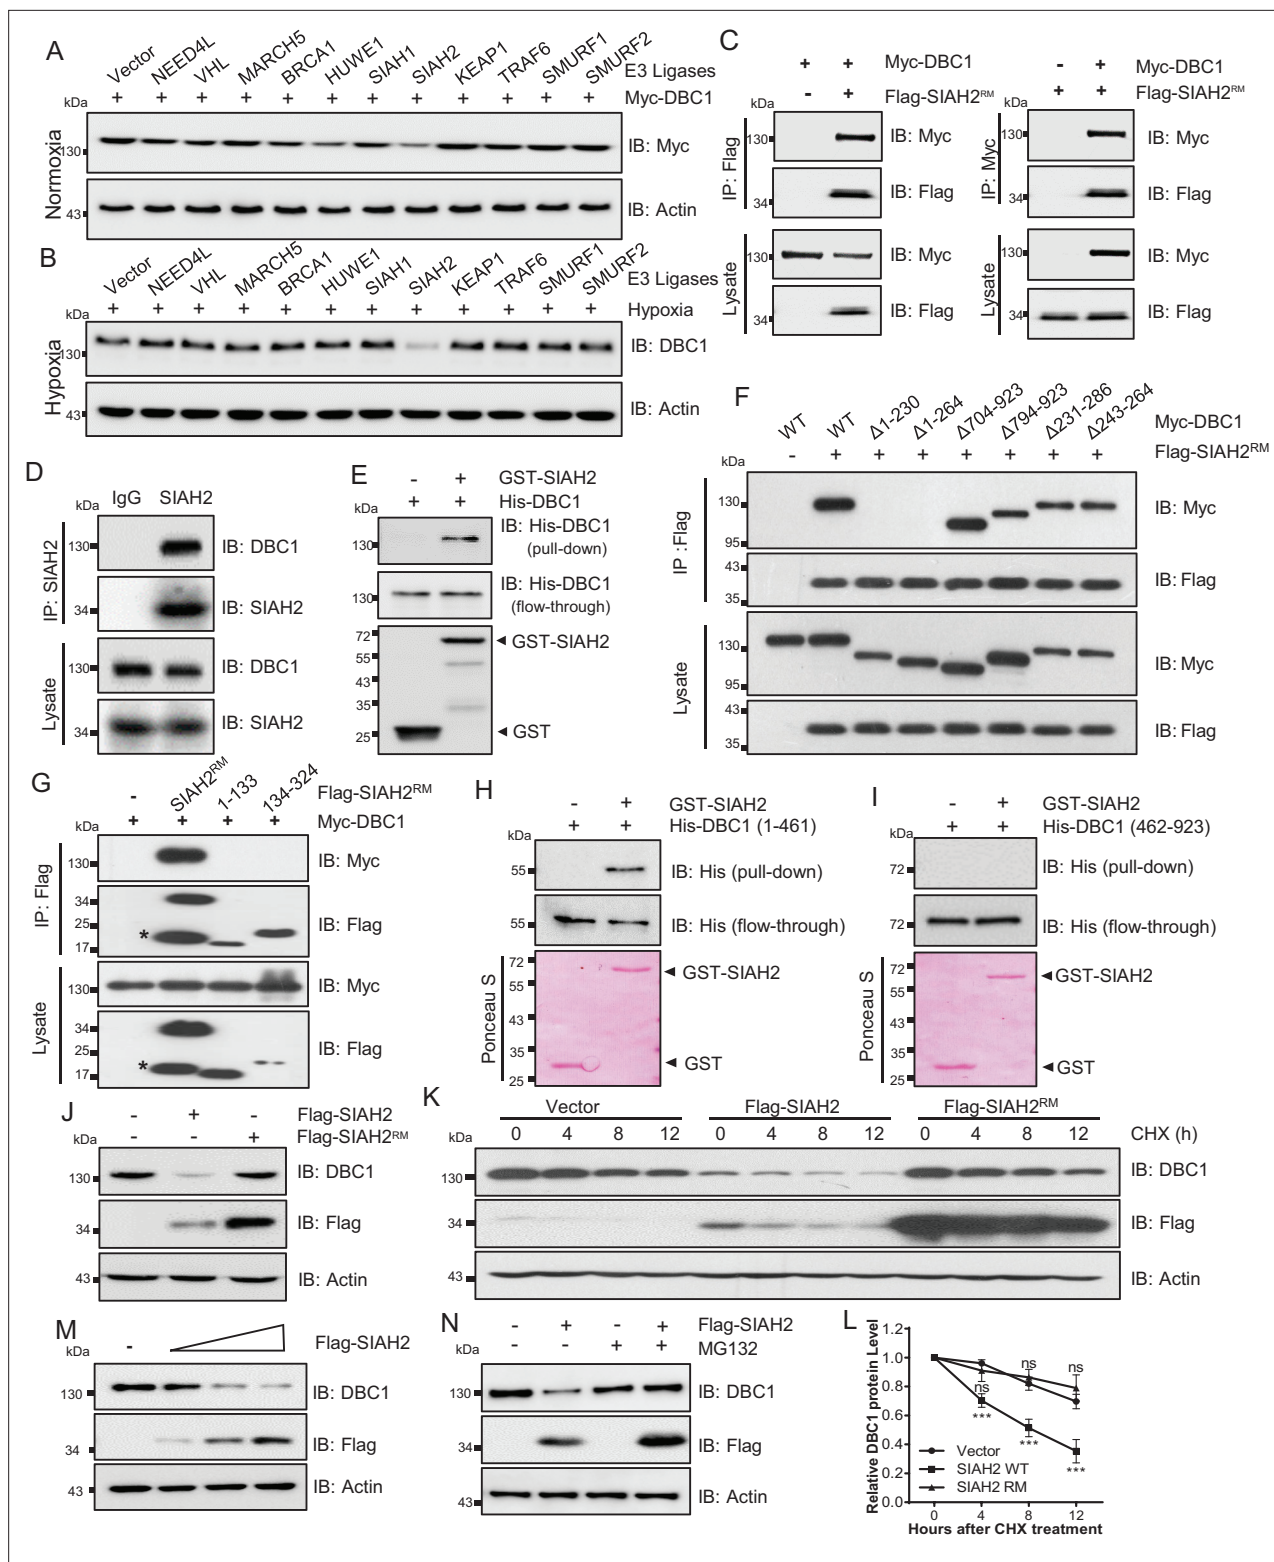 A
Vector NEED4L VHL MARCH5 BRCA1 HUWE1 SIAH1 SIAH2 KEAP1 TRAF6 SMURF1 SMURF2 E3 Ligases
kDa + + + + + + + + + + + + Myc-DBC1
Normoxia
130 IB: Myc
43 IB: Actin
B
Vector NEED4L VHL MARCH5 BRCA1 HUWE1 SIAH1 SIAH2 KEAP1 TRAF6 SMURF1 SMURF2 E3 Ligases
kDa + + + + + + + + + + + + Hypoxia
Hypoxia
130 IB: DBC1
43 IB: Actin
C
+ + Myc-DBC1
- + Flag-SIAH2RM
kDa
IP: Flag
130 IB: Myc
34 IB: Flag
Lysate
130 IB: Myc
34 IB: Flag
- + Myc-DBC1
+ + Flag-SIAH2RM
kDa
IP: Myc
130 IB: Myc
34 IB: Flag
Lysate
130 IB: Myc
34 IB: Flag
D
IgG SIAH2
kDa
IP: SIAH2
130 IB: DBC1
34 IB: SIAH2
Lysate
130 IB: DBC1
34 IB: SIAH2
E
- + GST-SIAH2
+ + His-DBC1
kDa
130 IB: His-DBC1
(pull-down)
130 IB: His-DBC1
(flow-through)
72
55
43
35
25
GST-SIAH2
GST
F
WT WT Δ1-230 Δ1-264 Δ704-923 Δ794-923 Δ231-286 Δ243-264 Myc-DBC1
- + + + + + + + Flag-SIAH2RM
kDa
IP :Flag
130
95
IB: Myc
43
35
IB: Flag
Lysate
130
95
IB: Myc
43
35
IB: Flag
G
- SIAH2RM 1-133 134-324 Flag-SIAH2RM
+ + + + Myc-DBC1
kDa
IP: Flag
130 IB: Myc
34
25
17
*
IB: Flag
Lysate
130 IB: Myc
34
25
17
*
IB: Flag
H
- + GST-SIAH2
+ + His-DBC1 (1-461)
kDa
55 IB: His (pull-down)
55 IB: His (flow-through)
Ponceau S
72
55
43
35
25
GST-SIAH2
GST
I
- + GST-SIAH2
+ + His-DBC1 (462-923)
kDa
72 IB: His (pull-down)
72 IB: His (flow-through)
Ponceau S
72
55
43
35
25
GST-SIAH2
GST
J
- + - Flag-SIAH2
- - + Flag-SIAH2RM
kDa
130 IB: DBC1
34 IB: Flag
43 IB: Actin
K
Vector Flag-SIAH2 Flag-SIAH2RM
0 4 8 12 0 4 8 12 0 4 8 12 CHX (h)
kDa
130 IB: DBC1
34 IB: Flag
43 IB: Actin
M
- Flag-SIAH2
kDa
130 IB: DBC1
34 IB: Flag
43 IB: Actin
N
- + - + Flag-SIAH2
- - + + MG132
kDa
130 IB: DBC1
34 IB: Flag
43 IB: Actin
L
Relative DBC1 protein Level
1.2
1.0
0.8
0.6
0.4
0.2
0.0
ns ns ns
*** *** ***
Vector
SIAH2 WT
SIAH2 RM
0 4 8 12
Hours after CHX treatment